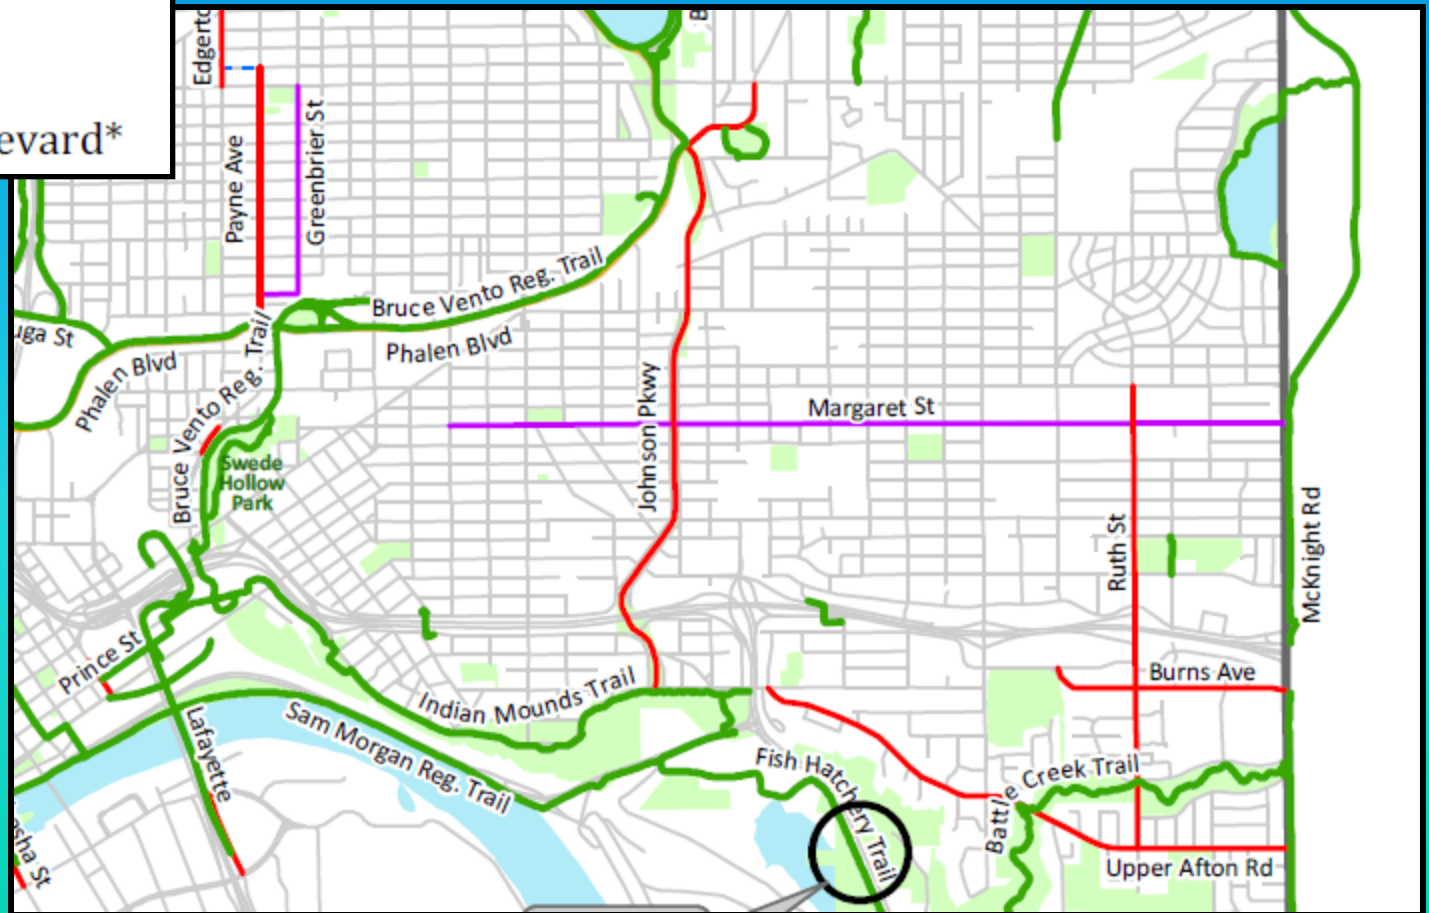 Edgerto
B
evard*
Payne Ave
Greenbrier St
Bruce Vento Reg. Trail
uga St
Phalen Blvd
Phalen Blvd
Bruce Vento Reg. Trail
Margaret St
Johnson Pkwy
Swede
Hollow
Park
Ruth St
McKnight Rd
Prince St
Burns Ave
Indian Mounds Trail
Sam Morgan Reg. Trail
Lafayette
Fish Hatchery Trail
Battle Creek Trail
Upper Afton Rd
esha St